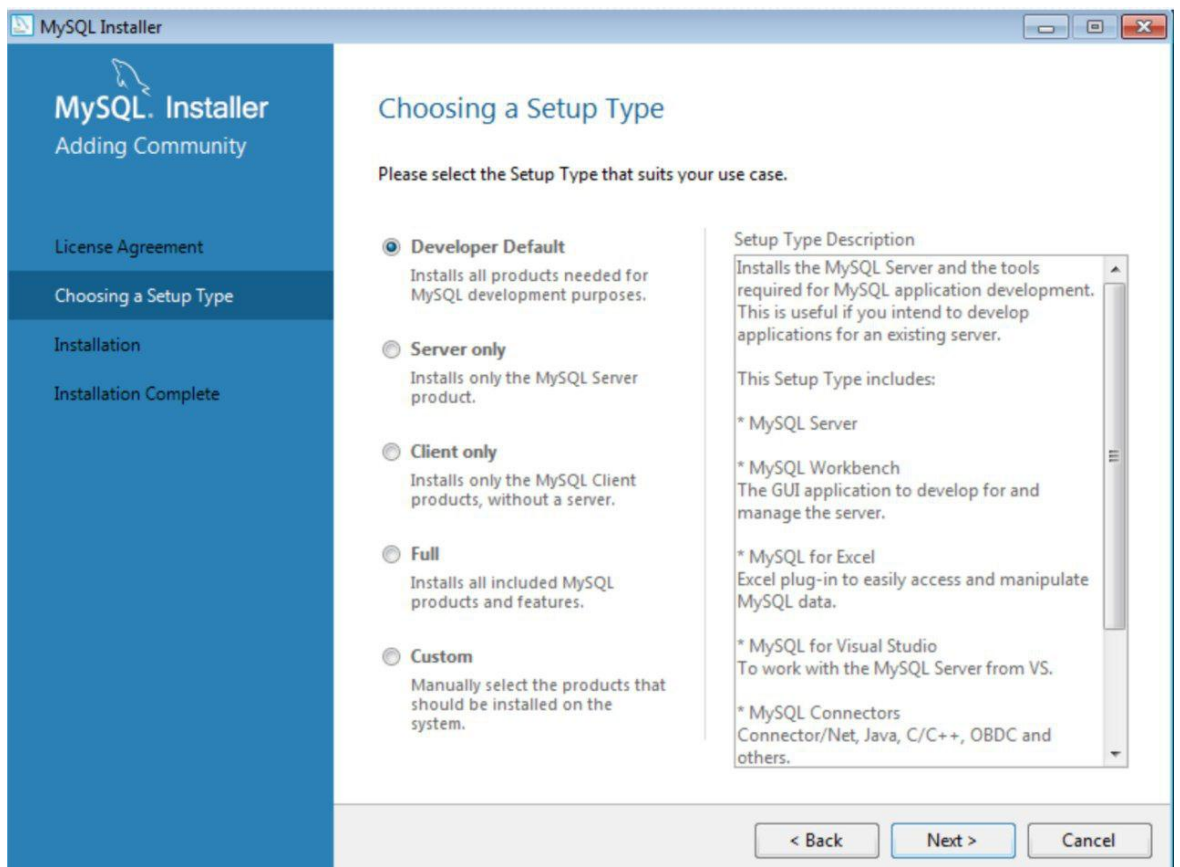 MySQL Installer
MySQL. Installer
Adding Community
License Agreement
Choosing a Setup Type
Installation
Installation Complete
Choosing a Setup Type
Please select the Setup Type that suits your use case.
Developer Default
Installs all products needed for
MySQL development purposes.
Server only
Installs only the MySQL Server
product.
Client only
Installs only the MySQL Client
products, without a server.
Full
Installs all included MySQL
products and features.
Custom
Manually select the products that
should be installed on the
system.
Setup Type Description
Installs the MySQL Server and the tools
required for MySQL application development.
This is useful if you intend to develop
applications for an existing server.
This Setup Type includes:
* MySQL Server
* MySQL Workbench
The GUI application to develop for and
manage the server.
* MySQL for Excel
Excel plug-in to easily access and manipulate
MySQL data.
* MySQL for Visual Studio
To work with the MySQL Server from VS.
* MySQL Connectors
Connector/Net, Java, C/C++, OBDC and
others.
< Back
Next >
Cancel